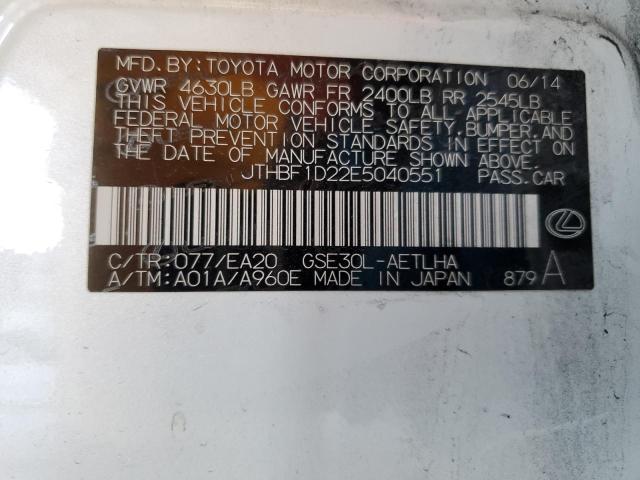 MFD. BY: TOYOTA MOTOR CORPORATION 06/14
GVWR 4630LB GAWR FR 2400LB RR 2545LB
THIS VEHICLE CONFORMS TO ALL APPLICABLE
FEDERAL MOTOR VEHICLE SAFETY, BUMPER, AND
THEFT PREVENTION STANDARDS IN EFFECT ON
THE DATE OF MANUFACTURE SHOWN ABOVE.
JTHBF1D22E5040551 PASS.CAR
C/TR:077/EA20 GSE30L-AETLHA
A/TM:A01A/A960E MADE IN JAPAN 879 A